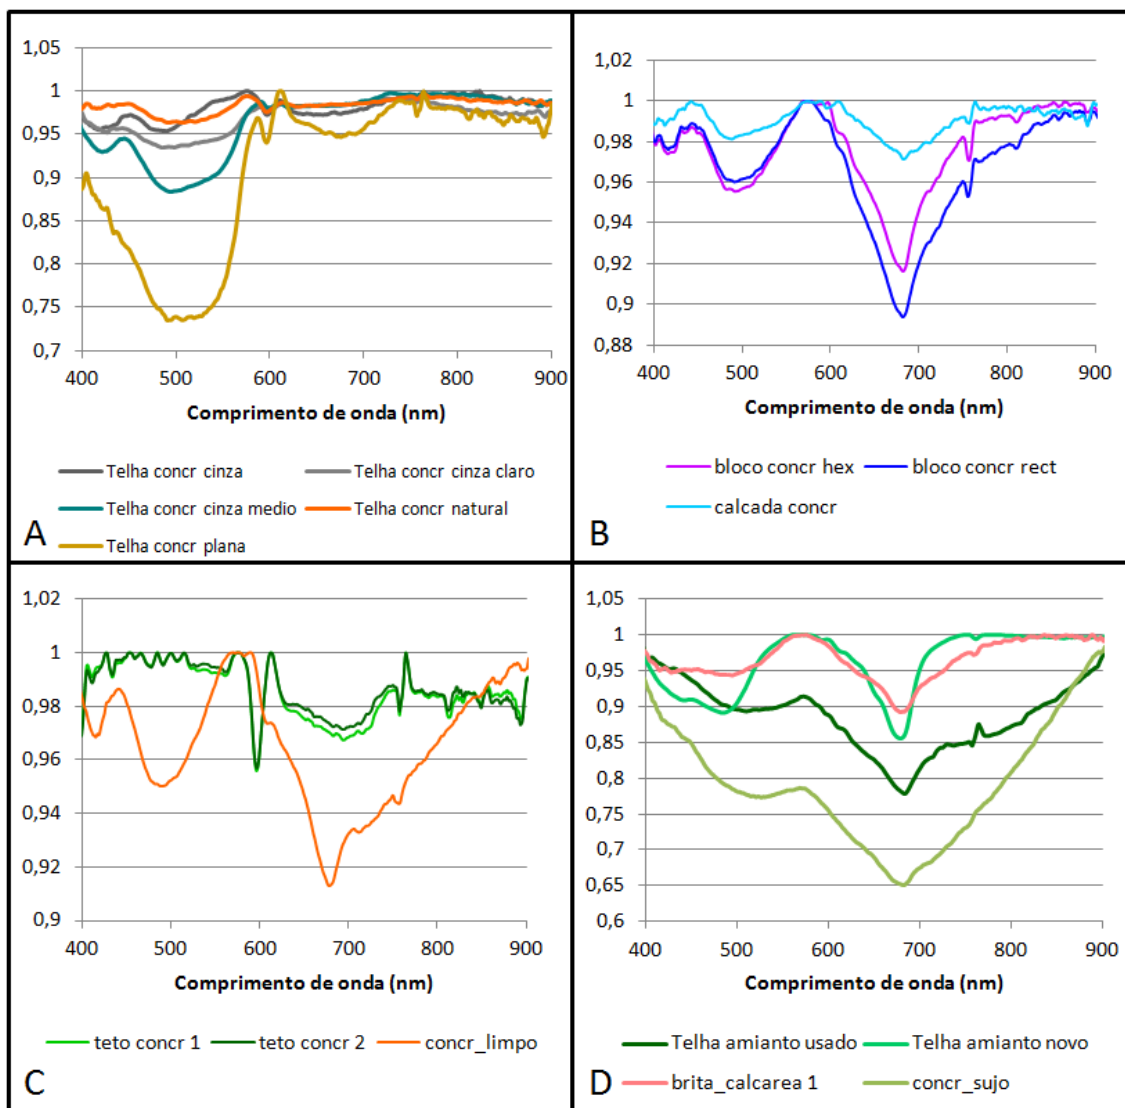 1,05
1
0,95
0,9
0,85
0,8
0,75
0,7
400 500 600 700 800 900
Comprimento de onda (nm)
Telha concr cinza Telha concr cinza claro
Telha concr cinza medio Telha concr natural
Telha concr plana
A
1,02
1
0,98
0,96
0,94
0,92
0,9
0,88
400 500 600 700 800 900
Comprimento de onda (nm)
bloco concr hex bloco concr rect
calcada concr
B
1,02
1
0,98
0,96
0,94
0,92
0,9
400 500 600 700 800 900
Comprimento de onda (nm)
teto concr 1 teto concr 2 concr_limpo
C
1,05
1
0,95
0,9
0,85
0,8
0,75
0,7
0,65
0,6
400 500 600 700 800 900
Comprimento de onda (nm)
Telha amianto usado Telha amianto novo
brita_calcarea 1 concr_sujo
D